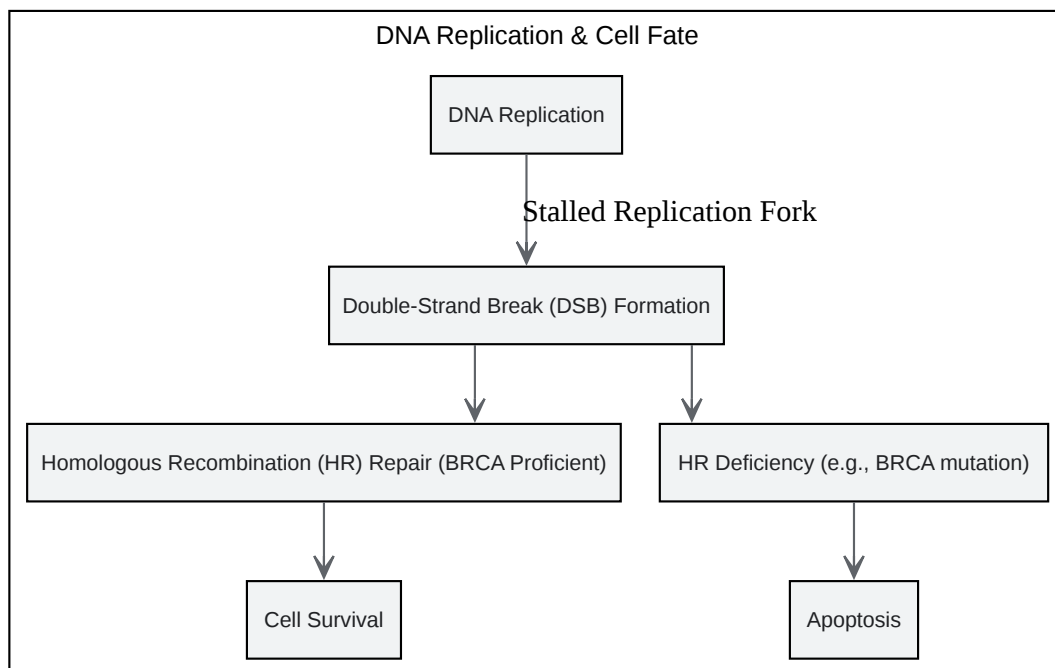 DNA Replication & Cell Fate
DNA Replication
Stalled Replication Fork
Double-Strand Break (DSB) Formation
Homologous Recombination (HR) Repair (BRCA Proficient)
HR Deficiency (e.g., BRCA mutation)
Cell Survival
Apoptosis